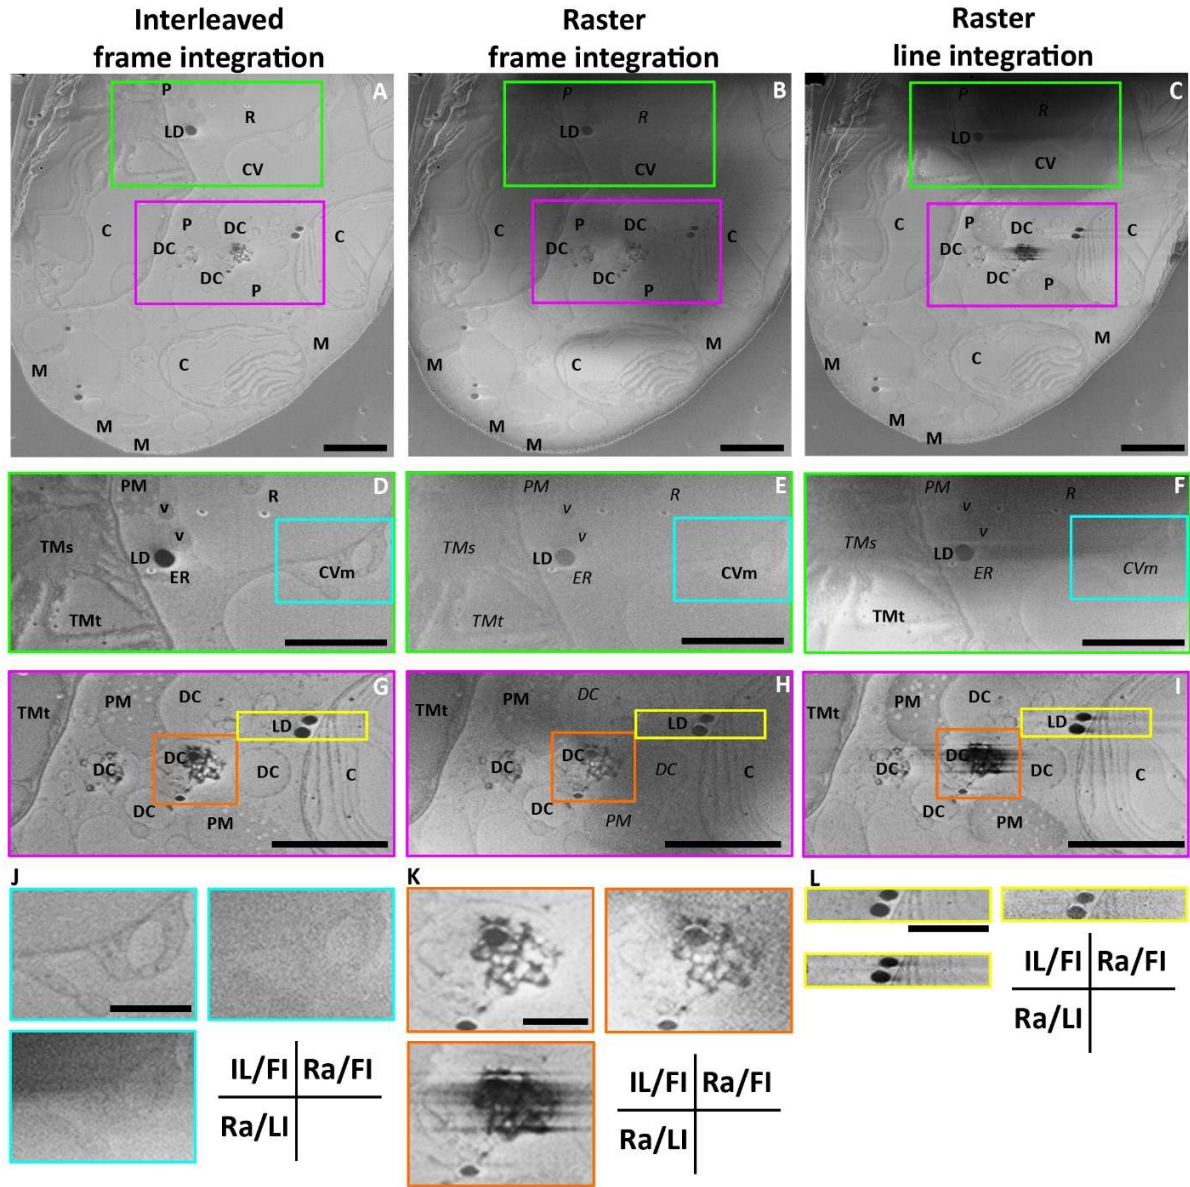 Interleaved
frame integration
Raster
frame integration
Raster
line integration
A
P
R
LD
CV
C
P
DC
DC
C
DC
P
M
M
C
M
M
B
P
R
LD
CV
C
P
DC
DC
C
DC
P
M
M
C
M
M
C
P
R
LD
CV
C
P
DC
DC
C
DC
P
M
M
C
M
M
D
PM
v
R
v
TMs
LD
ER
CVm
TMt
E
PM
v
R
v
TMs
LD
ER
CVm
TMt
F
PM
v
R
v
TMs
LD
ER
CVm
TMt
G
TMt
PM
DC
LD
DC
DC
DC
C
DC
PM
H
TMt
PM
DC
LD
DC
DC
DC
C
DC
PM
I
TMt
PM
DC
LD
DC
DC
DC
C
DC
PM
J
IL/FI Ra/FI
Ra/LI
K
IL/FI Ra/FI
Ra/LI
L
IL/FI Ra/FI
Ra/LI